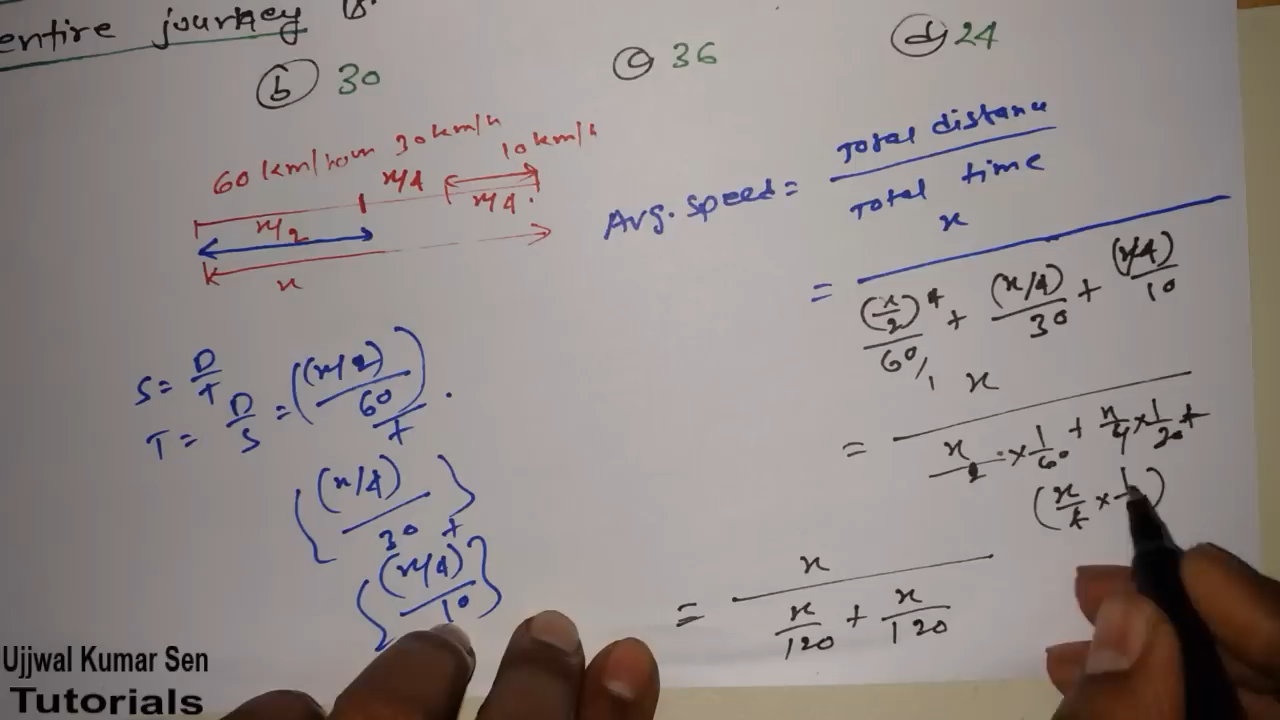 entire journey is
(b) 30
(c) 36
(d) 24
60 km/hour 30 km/h 10 km/h
x/2 x/4 x/4.
x
Avg. speed = Total distance / Total time
= x / ((x/2)/60 + (x/4)/30 + (x/4)/10)
S = D/T
T = D/S = ((x/2)/60) +
{(x/4)/30} +
{(x/4)/10}
= x / (x/2 × 1/60 + x/4 × 1/20 +
(x/4 × 1
= x / (x/120 + x/120
Ujjwal Kumar Sen
Tutorials